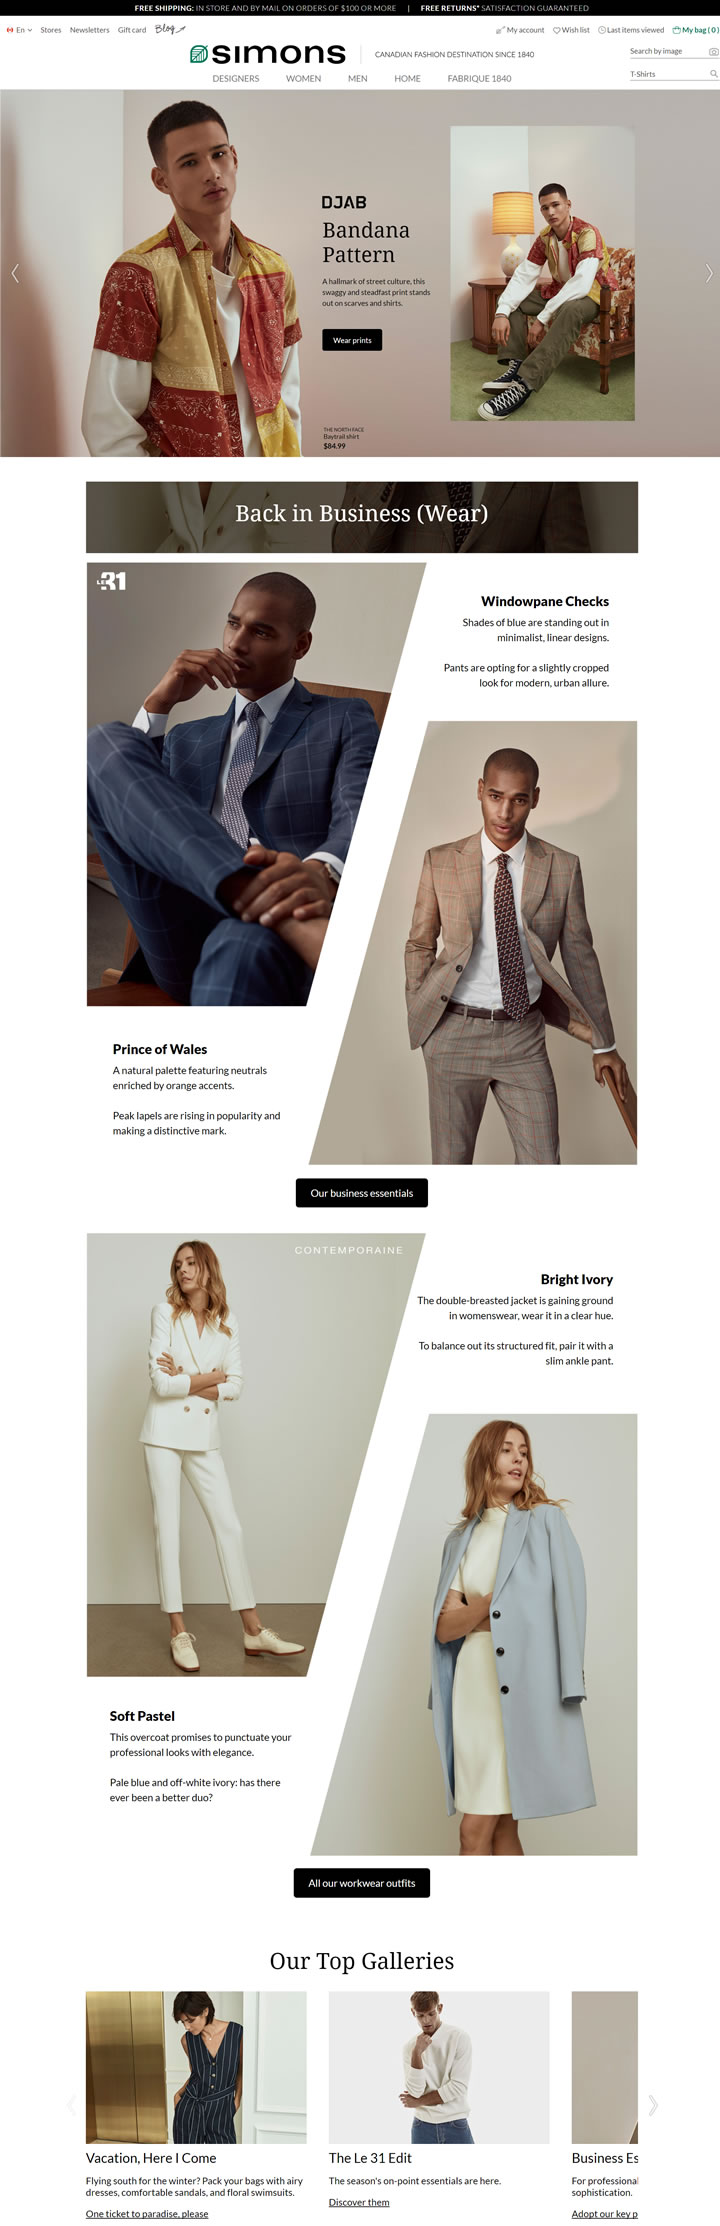 FREE SHIPPING: IN STORE AND BY MAIL ON ORDERS OF $100 OR MORE | FREE RETURNS* SATISFACTION GUARANTEED
En Stores Newsletters Gift card Blog My account Wish list Last items viewed My bag ( 0 )
simons CANADIAN FASHION DESTINATION SINCE 1840
Search by image
T-Shirts
DESIGNERS WOMEN MEN HOME FABRIQUE 1840
DJAB
Bandana
Pattern
A hallmark of street culture, this
swaggy and steadfast print stands
out on scarves and shirts.
Wear prints
THE NORTH FACE
Baytrail shirt
$84.99
Back in Business (Wear)
LE 31
Windowpane Checks
Shades of blue are standing out in
minimalist, linear designs.
Pants are opting for a slightly cropped
look for modern, urban allure.
Prince of Wales
A natural palette featuring neutrals
enriched by orange accents.
Peak lapels are rising in popularity and
making a distinctive mark.
Our business essentials
CONTEMPORAINE
Bright Ivory
The double-breasted jacket is gaining ground
in womenswear, wear it in a clear hue.
To balance out its structured fit, pair it with a
slim ankle pant.
Soft Pastel
This overcoat promises to punctuate your
professional looks with elegance.
Pale blue and off-white ivory: has there
ever been a better duo?
All our workwear outfits
Our Top Galleries
Vacation, Here I Come
Flying south for the winter? Pack your bags with airy
dresses, comfortable sandals, and floral swimsuits.
One ticket to paradise, please
The Le 31 Edit
The season's on-point essentials are here.
Discover them
Business Es
For professional
sophistication.
Adopt our key p